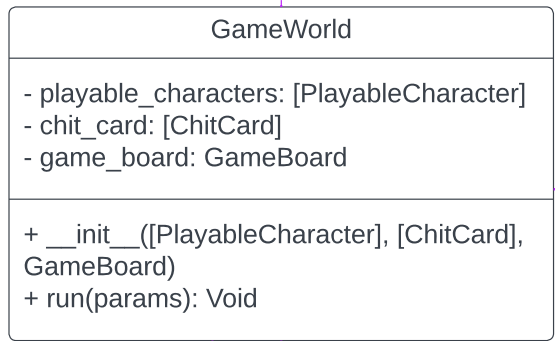 GameWorld
- playable_characters: [PlayableCharacter]
- chit_card: [ChitCard]
- game_board: GameBoard
+ __init__([PlayableCharacter], [ChitCard],
GameBoard)
+ run(params): Void